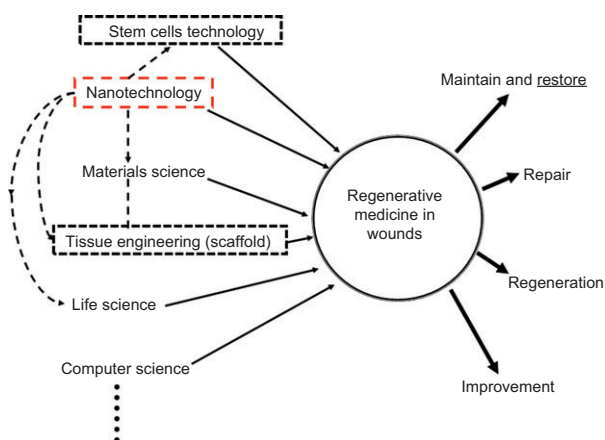 Stem cells technology
Nanotechnology
Materials science
Tissue engineering (scaffold)
Life science
Computer science
Regenerative
medicine in
wounds
Maintain and restore
Repair
Regeneration
Improvement